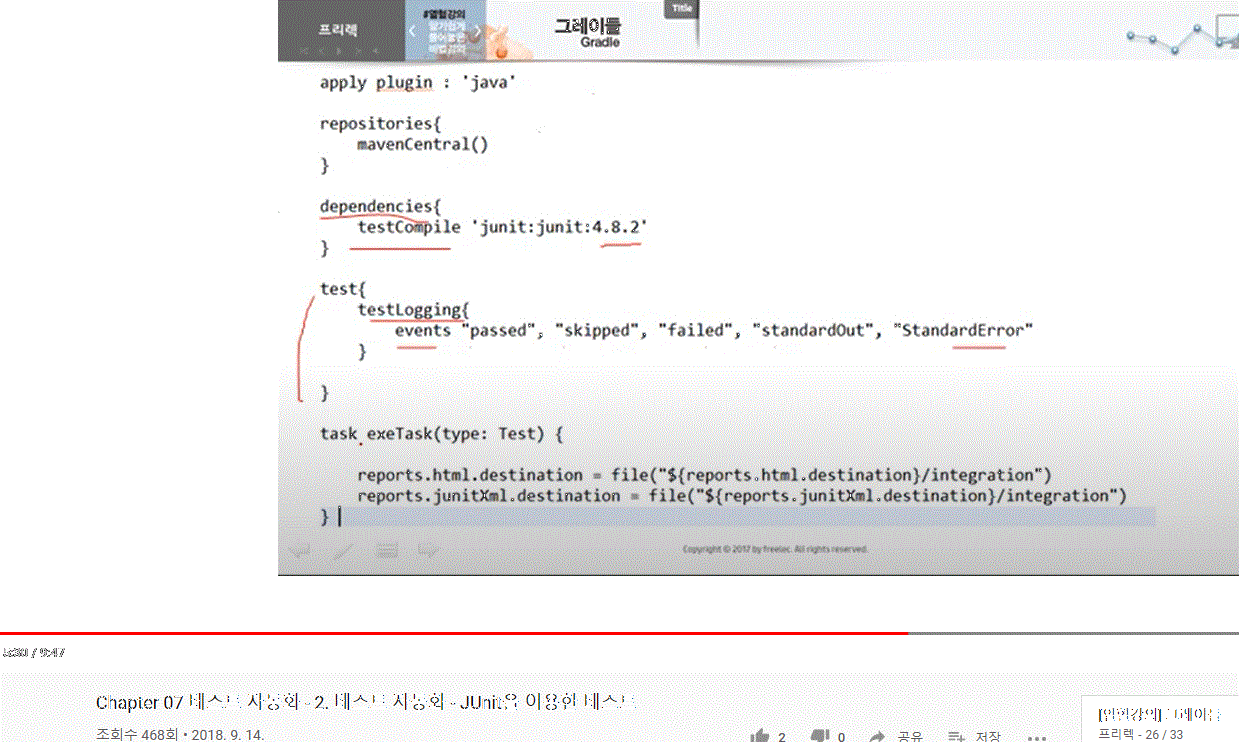 프리렉
#열혈강의
그레이들
Gradle
Title
apply plugin : 'java'
repositories{
mavenCentral()
}
dependencies{
testCompile 'junit:junit:4.8.2'
}
test{
testLogging{
events "passed", "skipped", "failed", "standardOut", "StandardError"
}
}
task exeTask(type: Test) {
reports.html.destination = file("${reports.html.destination}/integration")
reports.junitXml.destination = file("${reports.junitXml.destination}/integration")
}
Copyright © 2017 by freelec. All rights reserved.
/ 9:47
Chapter 07 테스트 자동화 - 2. 테스트 자동화 - JUnit을 이용한 테스트
조회수 468회 • 2018. 9. 14.
2
0
공유
저장
[열혈강의] 그레이들
프리렉 - 26 / 33